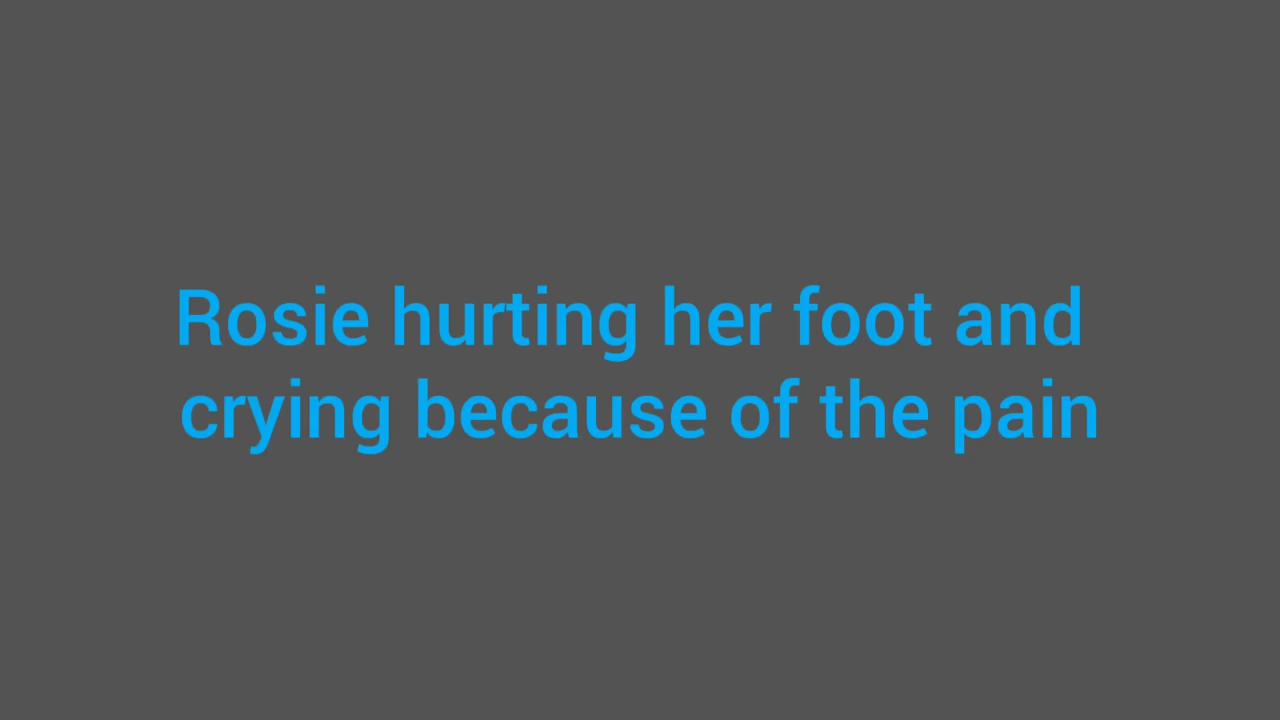 Rosie hurting her foot and
crying because of the pain